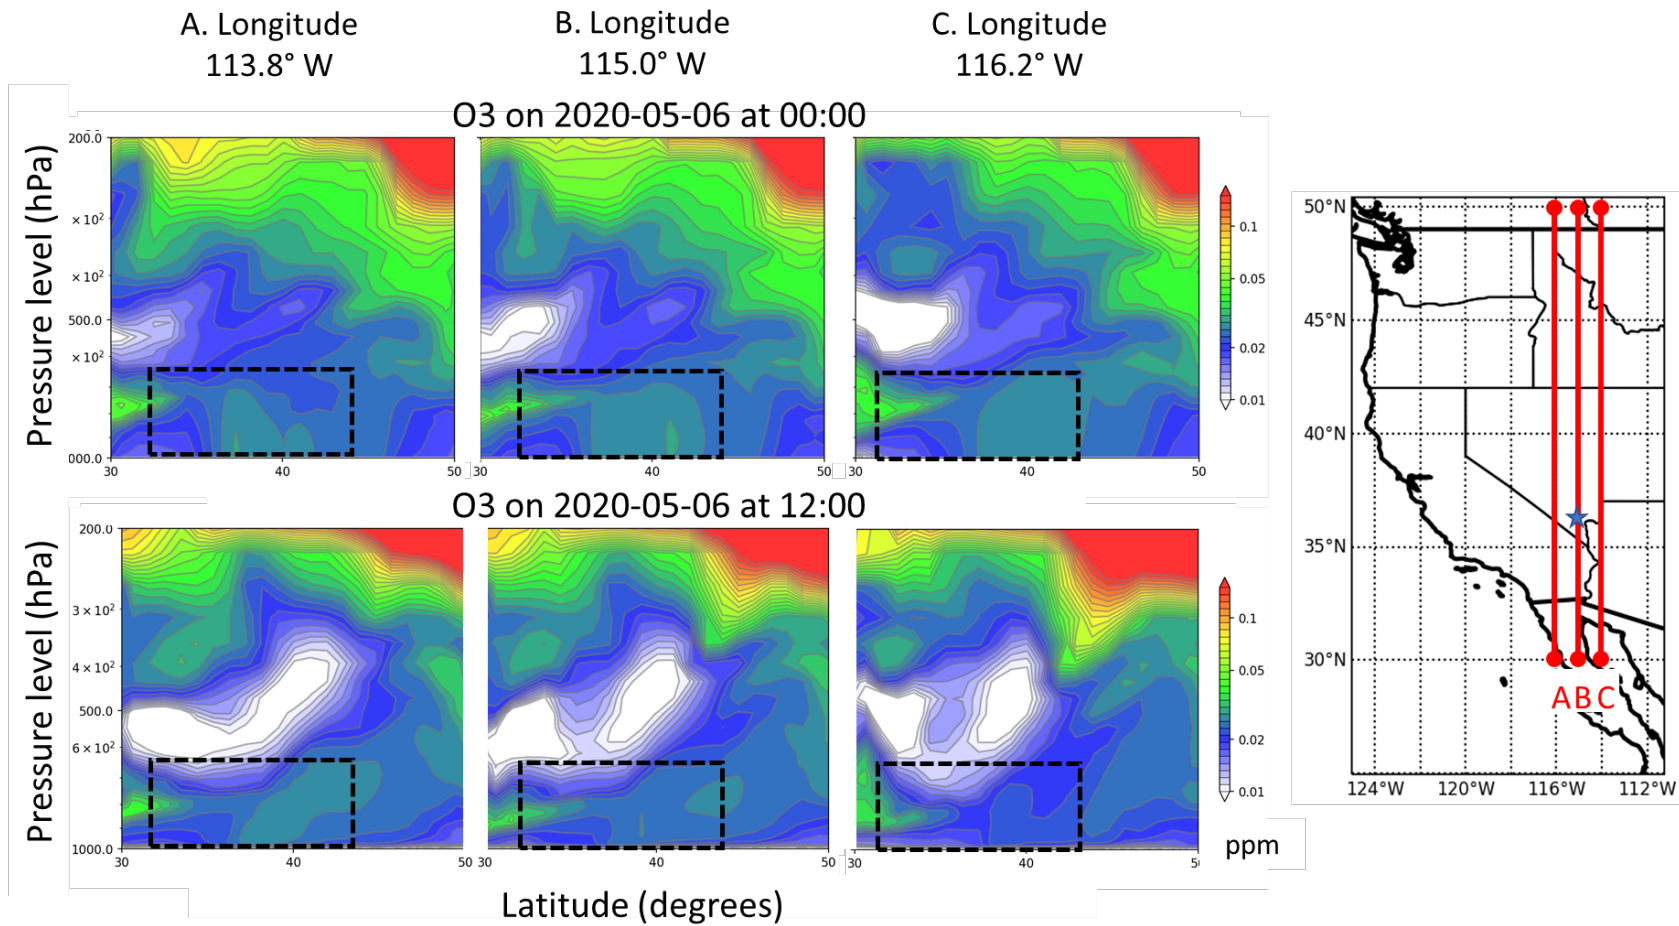 A. Longitude
113.8° W
B. Longitude
115.0° W
C. Longitude
116.2° W
O3 on 2020-05-06 at 00:00
Pressure level (hPa)
200.0
× 10²
× 10²
500.0
× 10²
000.0
30
40
50
30
40
50
30
40
50
0.1
0.05
0.02
0.01
O3 on 2020-05-06 at 12:00
Pressure level (hPa)
200.0
3 × 10²
4 × 10²
500.0
6 × 10²
1000.0
30
40
50
30
40
50
30
40
5
0.1
0.05
0.02
0.01
ppm
Latitude (degrees)
50°N
45°N
40°N
35°N
30°N
A B C
124°W
120°W
116°W
112°W